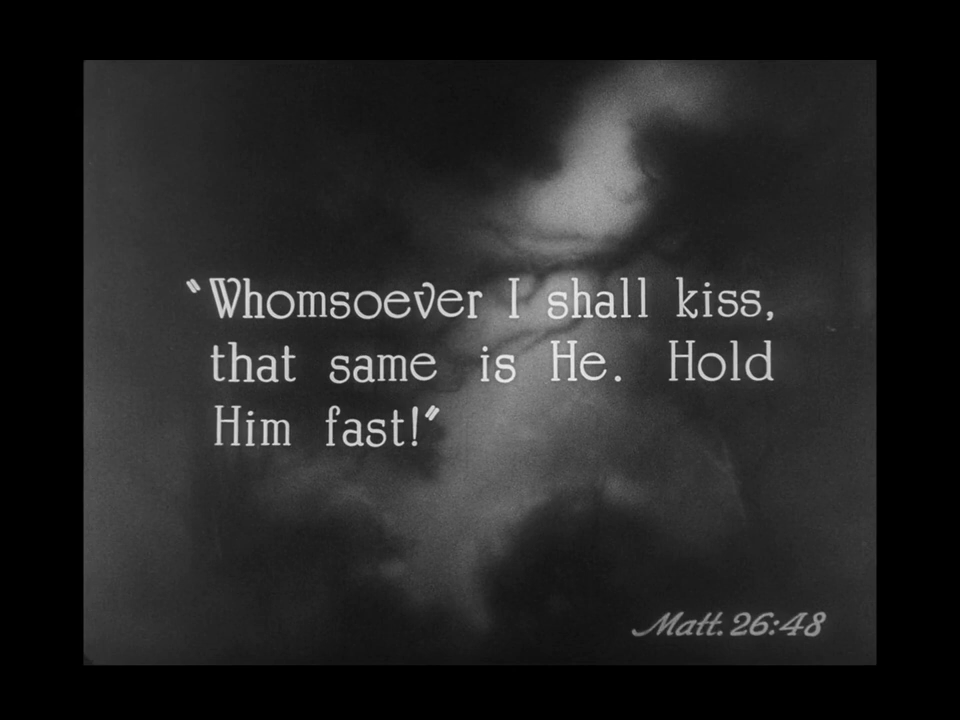 “Whomsoever I shall kiss,
that same is He. Hold
Him fast!”
Matt. 26:48